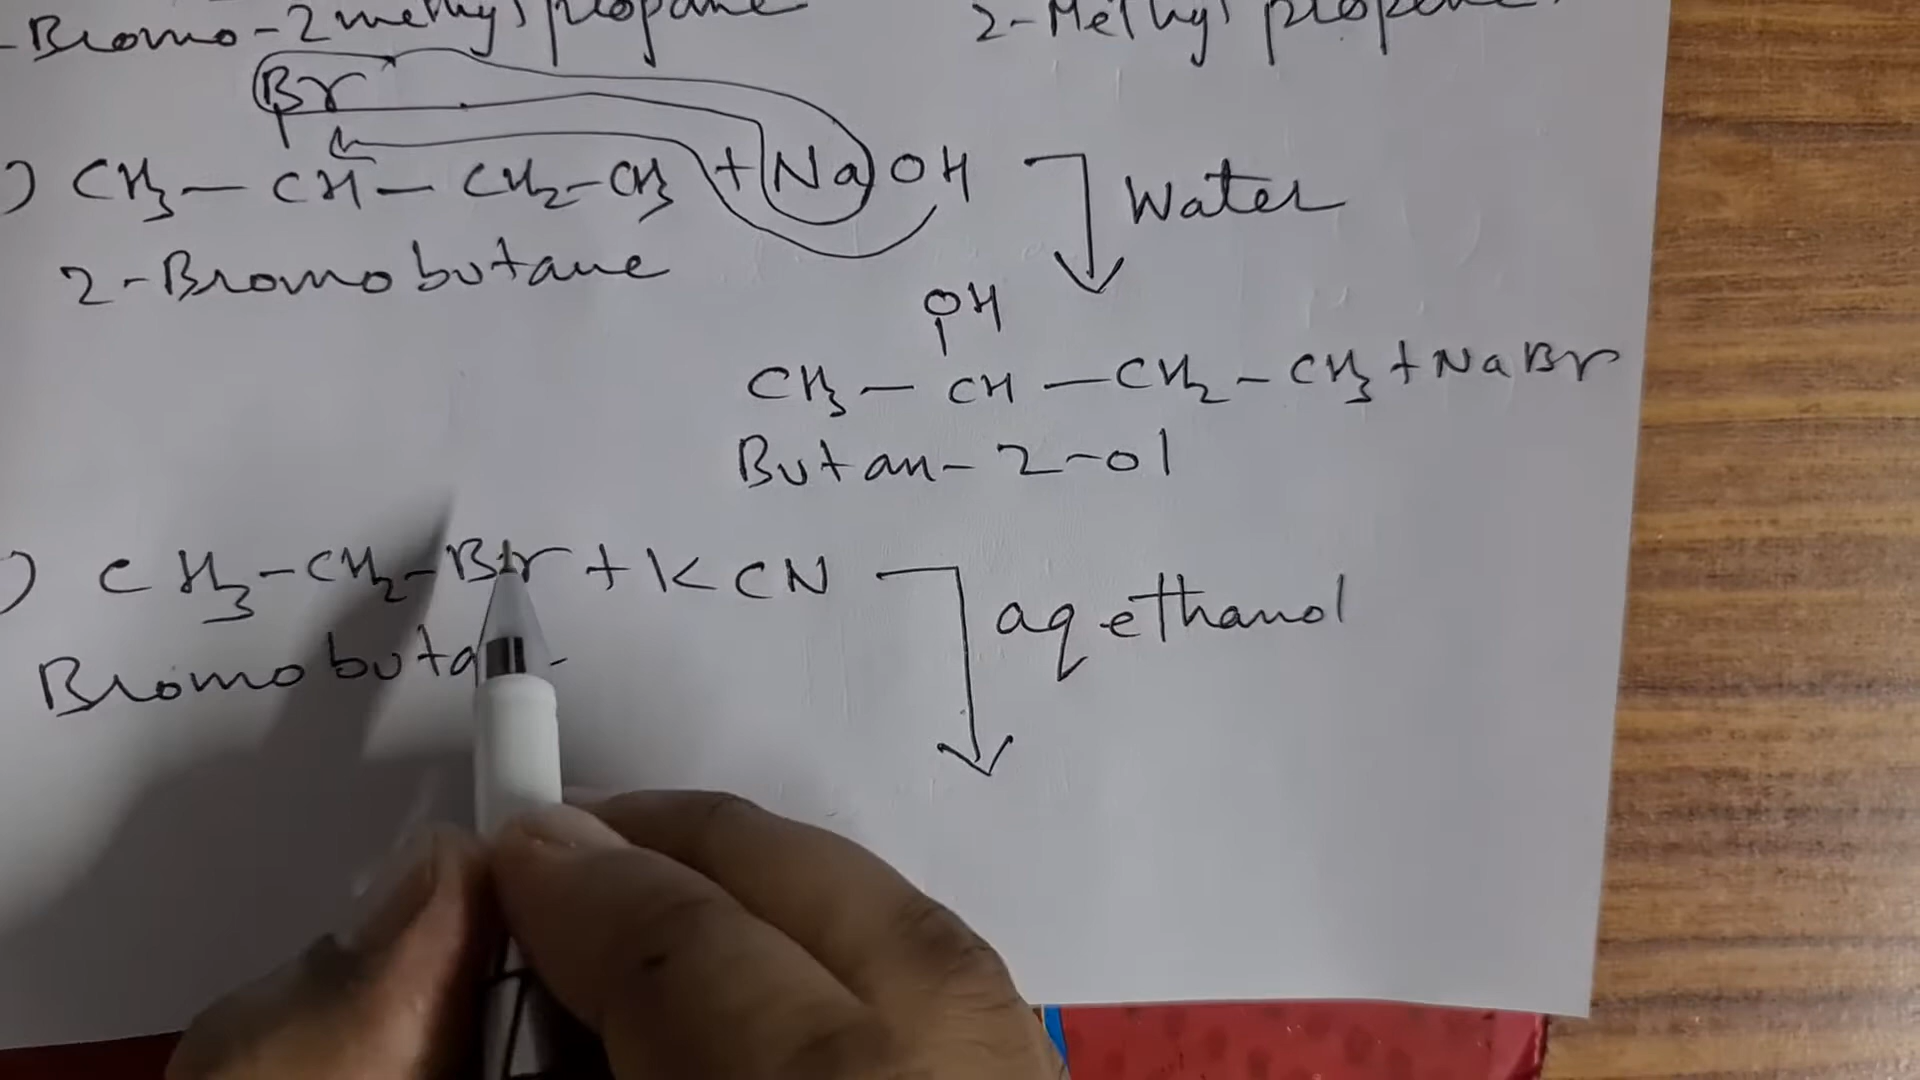 -Bromo-2methyl propane 2-Methyl propene
Br
) CH3 — CH — CH2-CH3 + NaOH Water
2-Bromobutane
OH
CH3 — CH — CH2 - CH3 + NaBr
Butan-2-ol
) CH3-CH2-Br + KCN aq ethanol